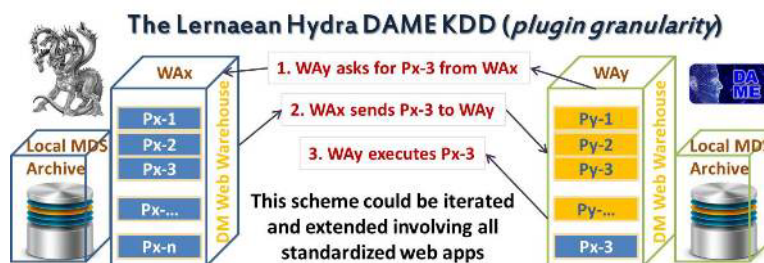 The Lernaean Hydra DAME KDD (plugin granularity)
WAx
1. WAy asks for Px-3 from WAx
WAy
DA
ME
Px-1
Px-2
Px-3
Px-...
Px-n
DM Web Warehouse
Local MDS
Archive
2. WAx sends Px-3 to WAy
3. WAy executes Px-3
This scheme could be iterated
and extended involving all
standardized web apps
Py-1
Py-2
Py-3
Py-...
Px-3
DM Web Warehouse
Local MDS
Archive